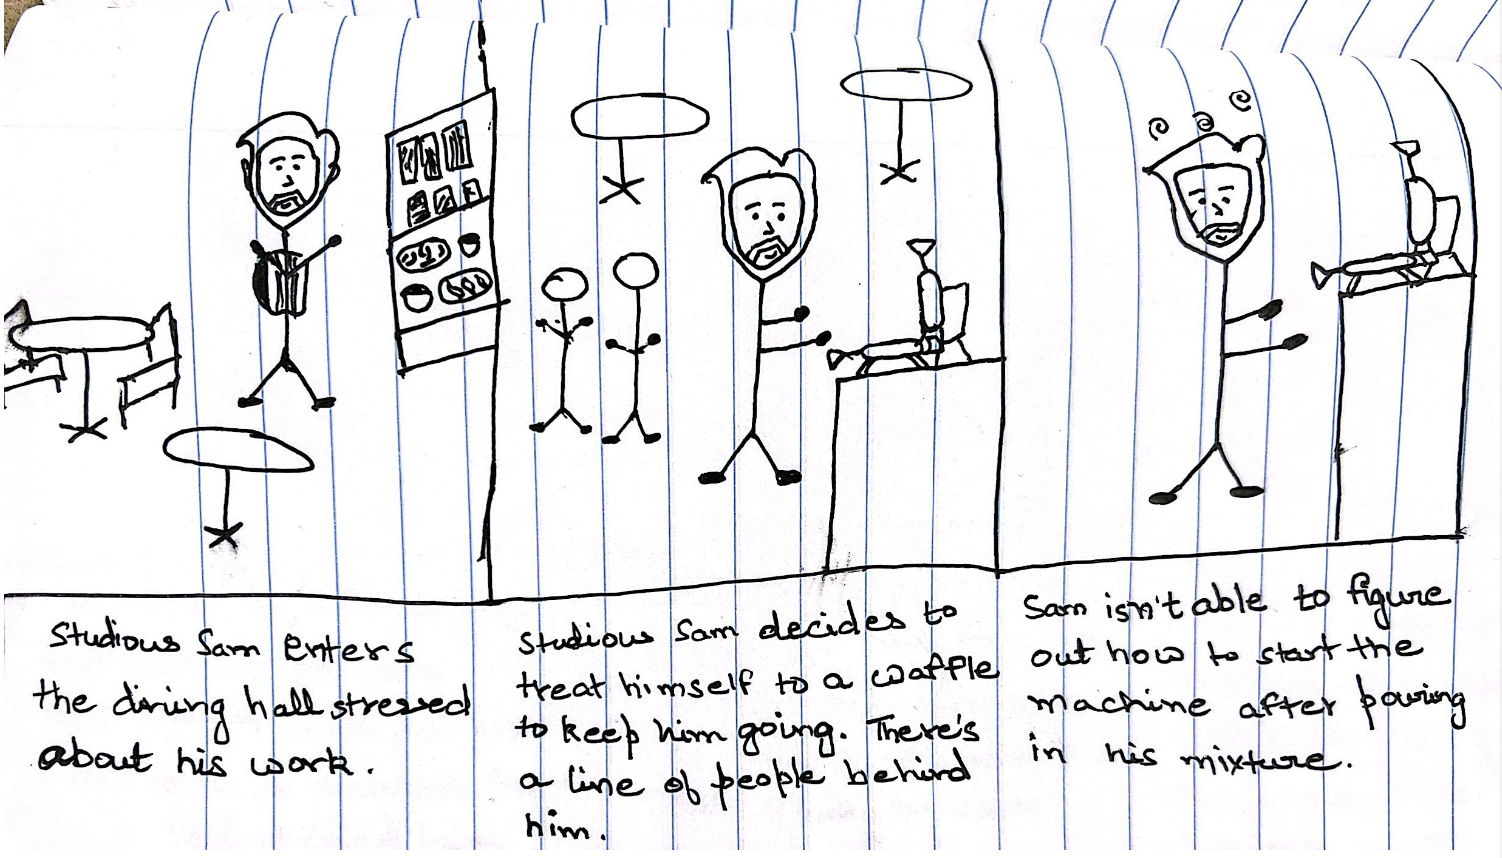 Studious Sam enters
the dining hall stressed
about his work.
Studious Sam decides to
treat himself to a waffle
to keep him going. There's
a line of people behind
him.
Sam isn't able to figure
out how to start the
machine after pouring
in his mixture.